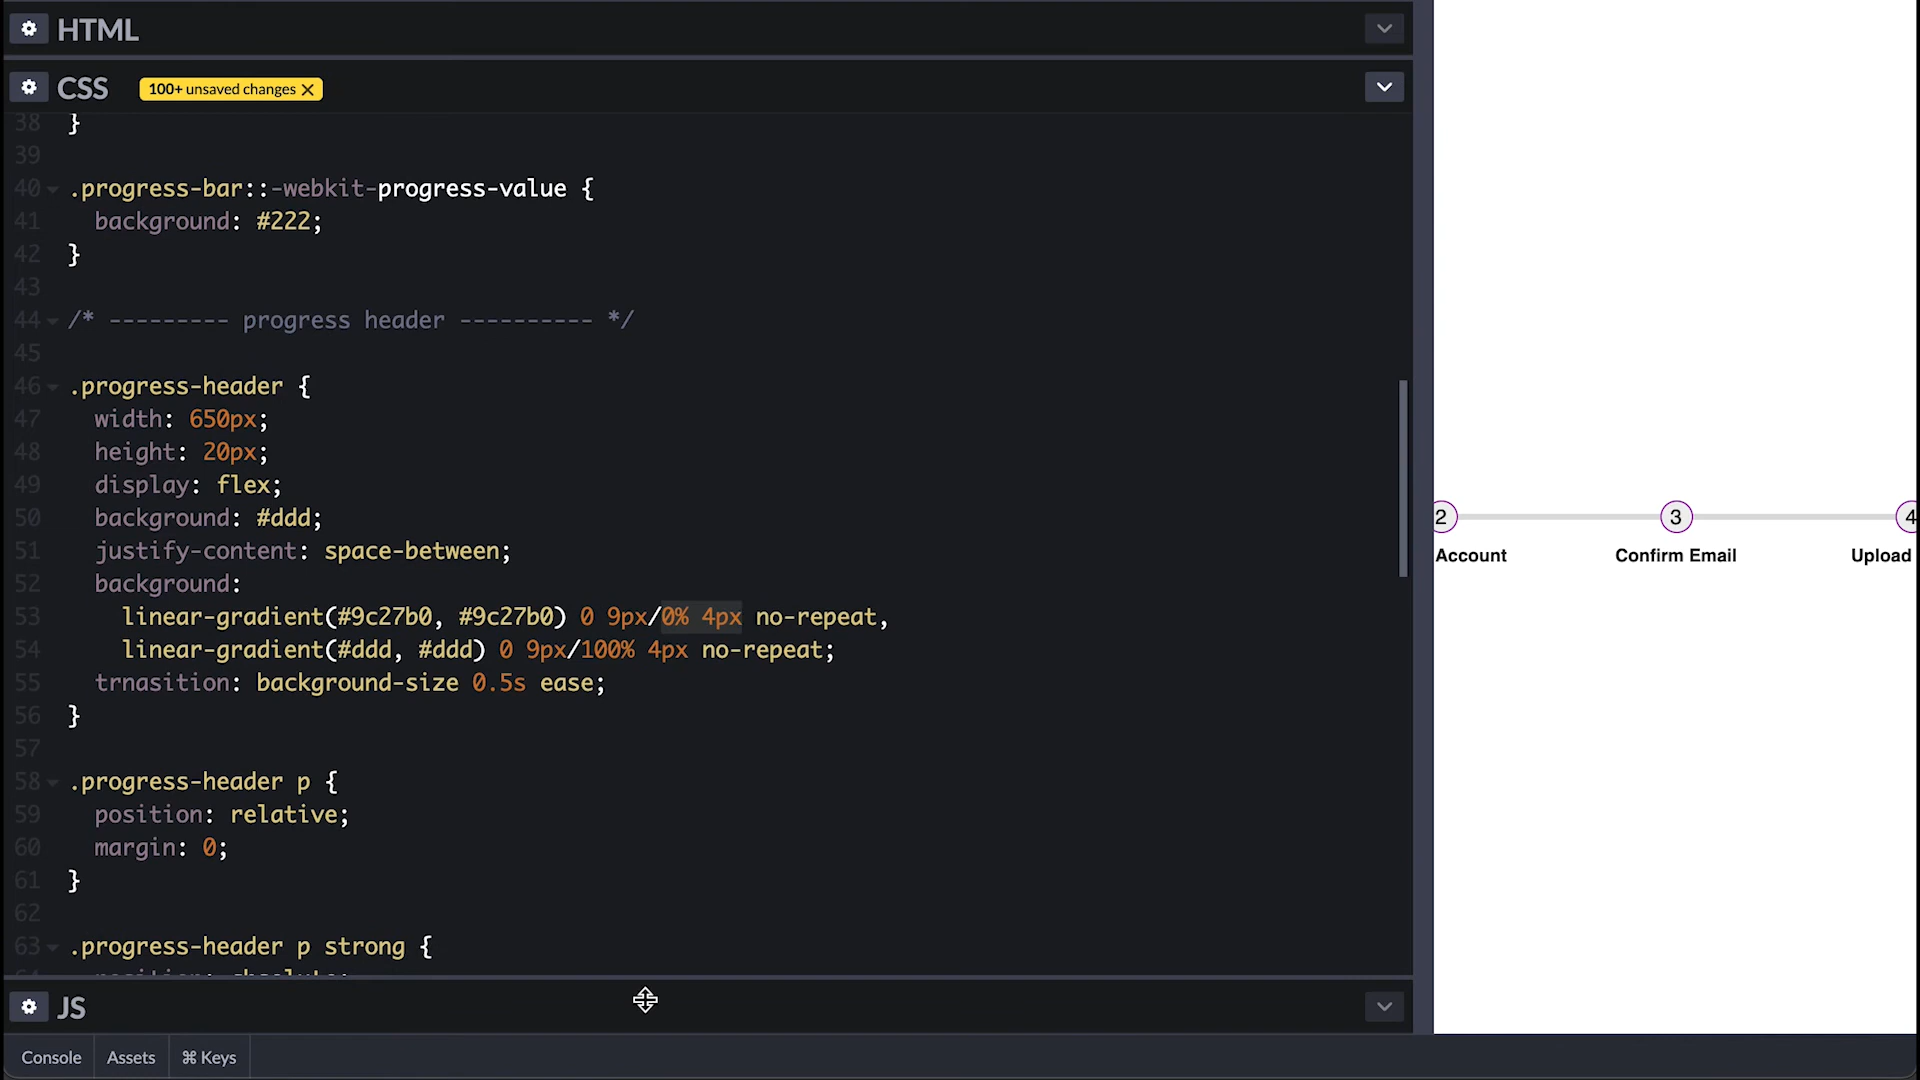 HTML
CSS 100+ unsaved changes
38 }
39
40 .progress-bar::-webkit-progress-value {
41 background: #222;
42 }
43
44 /* --------- progress header ---------- */
45
46 .progress-header {
47 width: 650px;
48 height: 20px;
49 display: flex;
50 background: #ddd;
51 justify-content: space-between;
52 background:
53 linear-gradient(#9c27b0, #9c27b0) 0 9px/0% 4px no-repeat,
54 linear-gradient(#ddd, #ddd) 0 9px/100% 4px no-repeat;
55 trnasition: background-size 0.5s ease;
56 }
57
58 .progress-header p {
59 position: relative;
60 margin: 0;
61 }
62
63 .progress-header p strong {
64 position: absolute;
JS
Console Assets ⌘ Keys
2 3 4
Account Confirm Email Upload